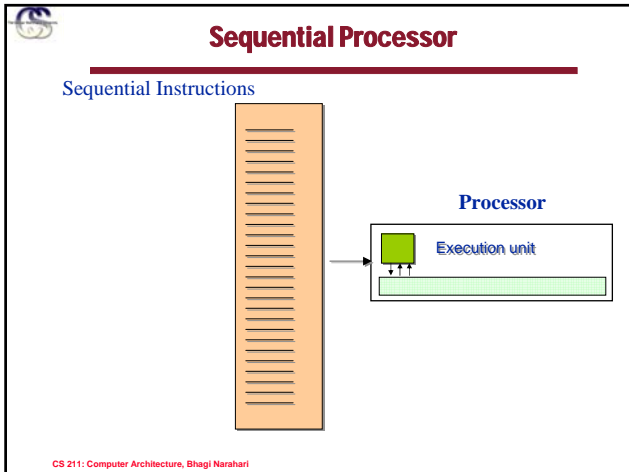 Sequential Processor
Sequential Instructions
Processor
Execution unit
CS 211: Computer Architecture, Bhagi Narahari